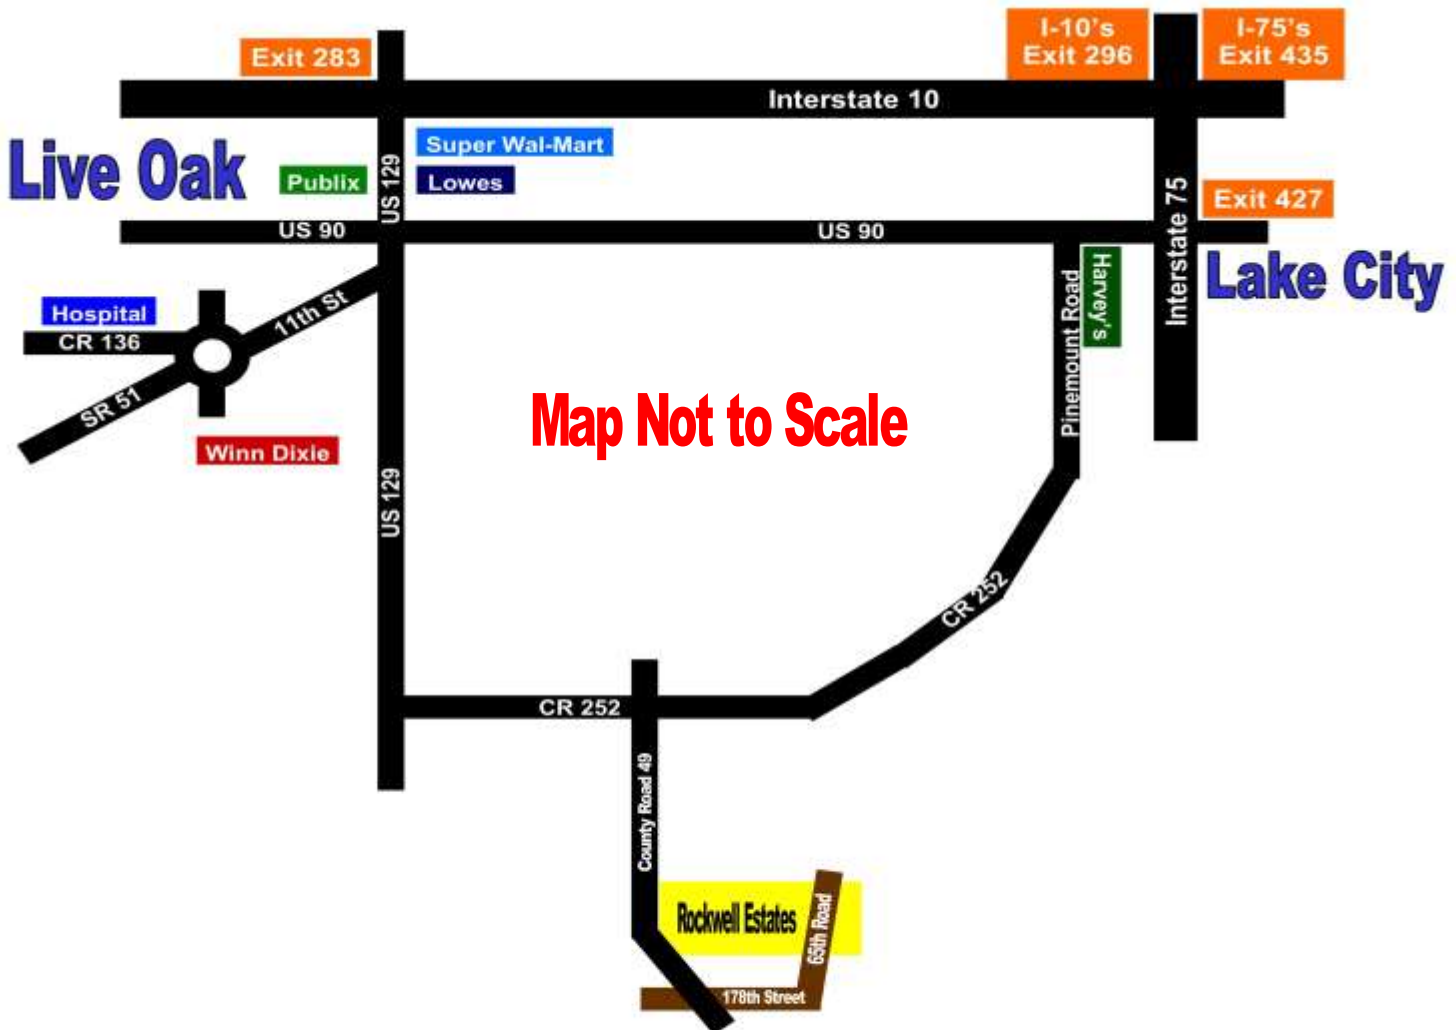 I-10's
Exit 296
I-75's
Exit 435
Exit 283
Interstate 10
Super Wal-Mart
Live Oak
Publix
US 129
Lowes
Interstate 75
Exit 427
US 90
US 90
Harvey's
Lake City
Hospital
11th St
CR 136
Pinemount Road
SR 51
Map Not to Scale
Winn Dixie
US 129
CR 252
CR 252
County Road 49
Rockwell Estates
65th Road
178th Street